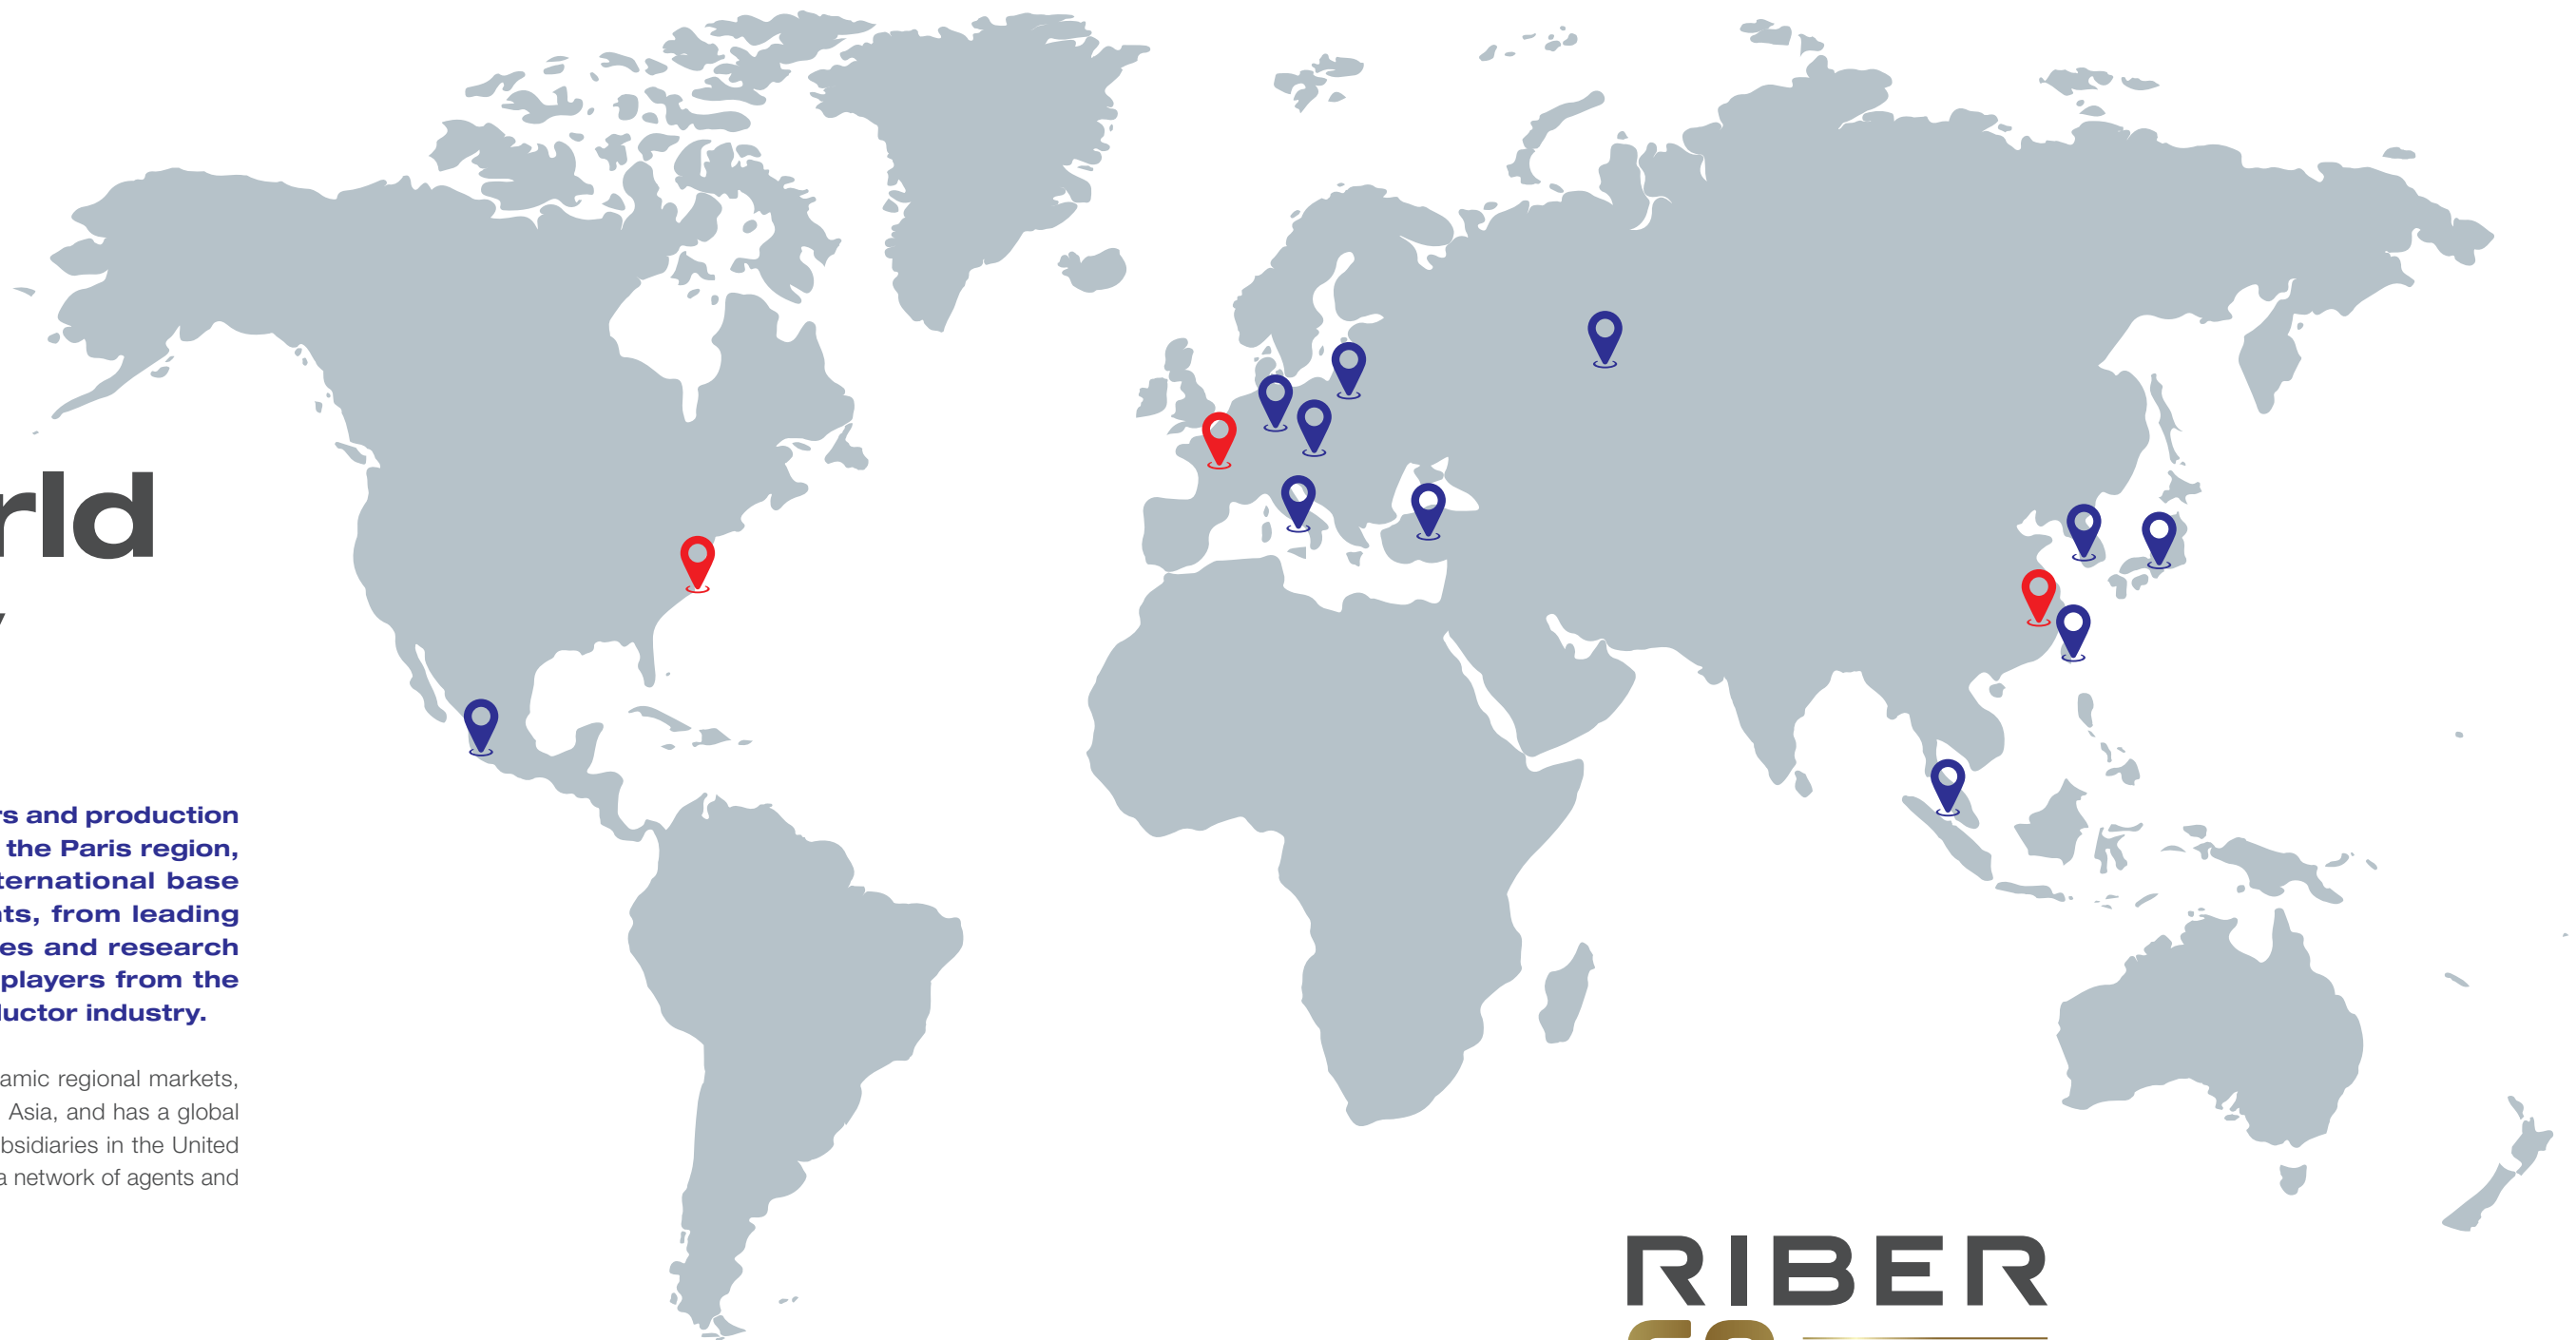 rld
y
rs and production
the Paris region,
ternational base
nts, from leading
es and research
players from the
luctor industry.
amic regional markets,
Asia, and has a global
bsidiaries in the United
a network of agents and
RIBER